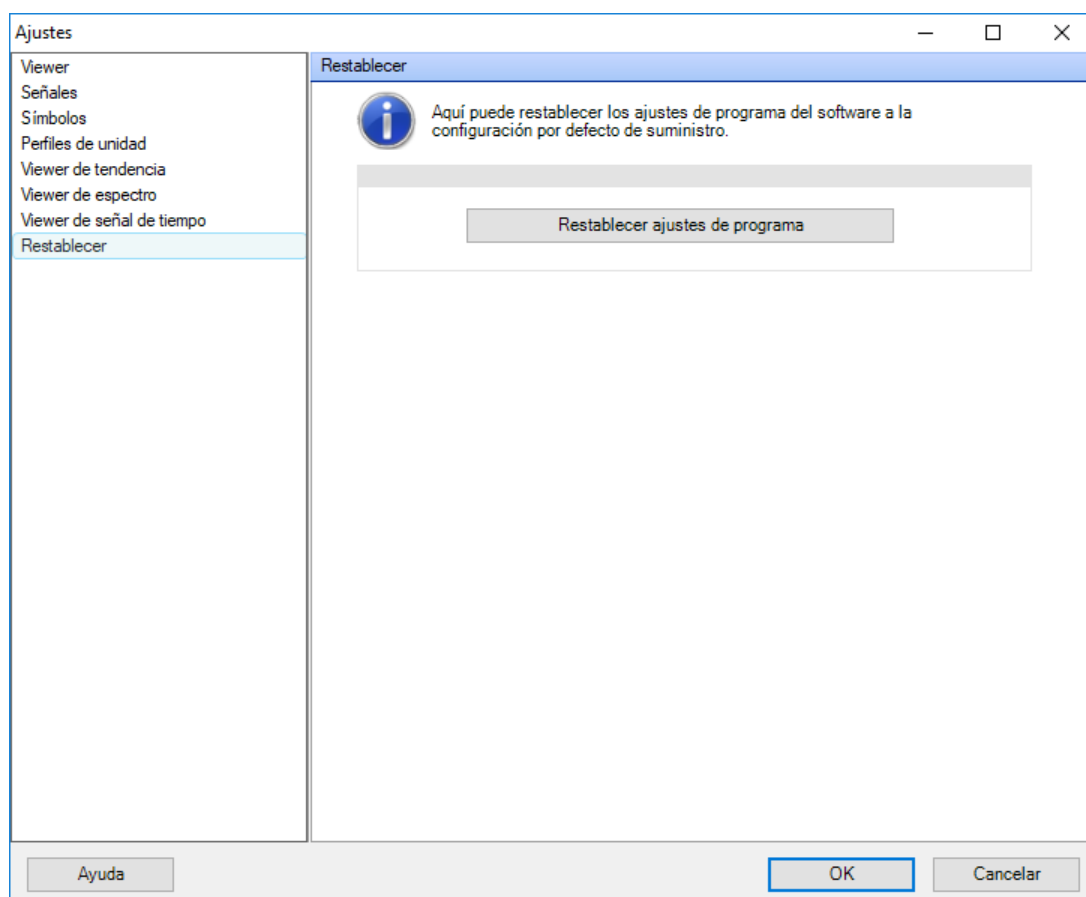 Ajustes
Viewer
Señales
Símbolos
Perfiles de unidad
Viewer de tendencia
Viewer de espectro
Viewer de señal de tiempo
Restablecer
Restablecer
Aquí puede restablecer los ajustes de programa del software a la
configuración por defecto de suministro.
Restablecer ajustes de programa
Ayuda
OK
Cancelar